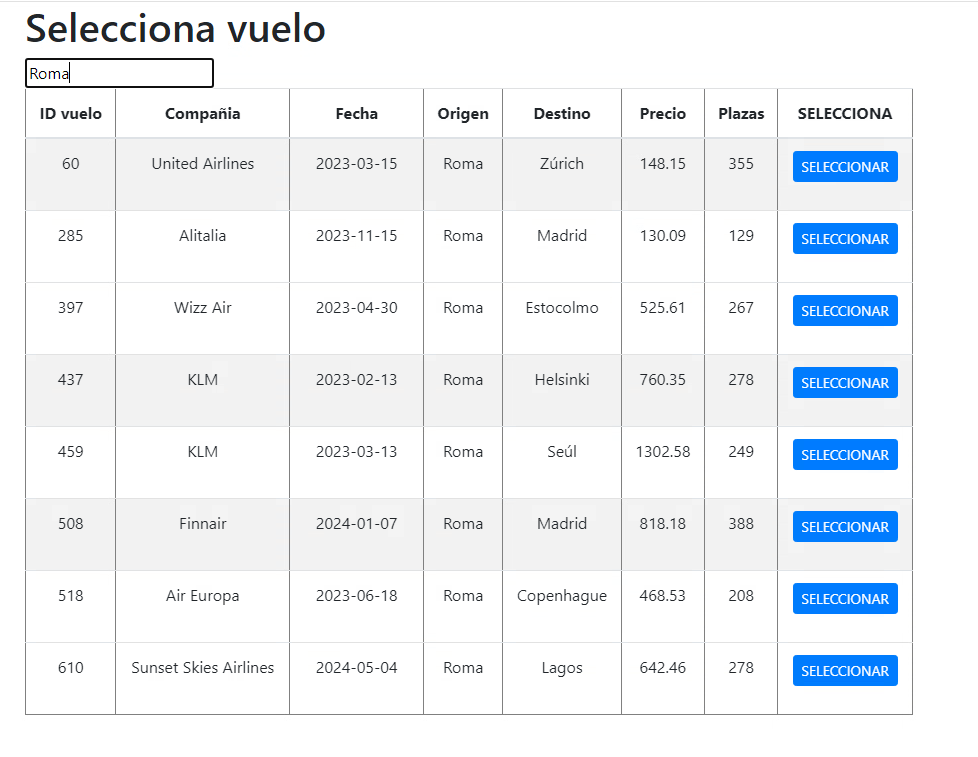 Selecciona vuelo
Roma
ID vuelo Compañia Fecha Origen Destino Precio Plazas SELECCIONA
60 United Airlines 2023-03-15 Roma Zúrich 148.15 355 SELECCIONAR
285 Alitalia 2023-11-15 Roma Madrid 130.09 129 SELECCIONAR
397 Wizz Air 2023-04-30 Roma Estocolmo 525.61 267 SELECCIONAR
437 KLM 2023-02-13 Roma Helsinki 760.35 278 SELECCIONAR
459 KLM 2023-03-13 Roma Seúl 1302.58 249 SELECCIONAR
508 Finnair 2024-01-07 Roma Madrid 818.18 388 SELECCIONAR
518 Air Europa 2023-06-18 Roma Copenhague 468.53 208 SELECCIONAR
610 Sunset Skies Airlines 2024-05-04 Roma Lagos 642.46 278 SELECCIONAR